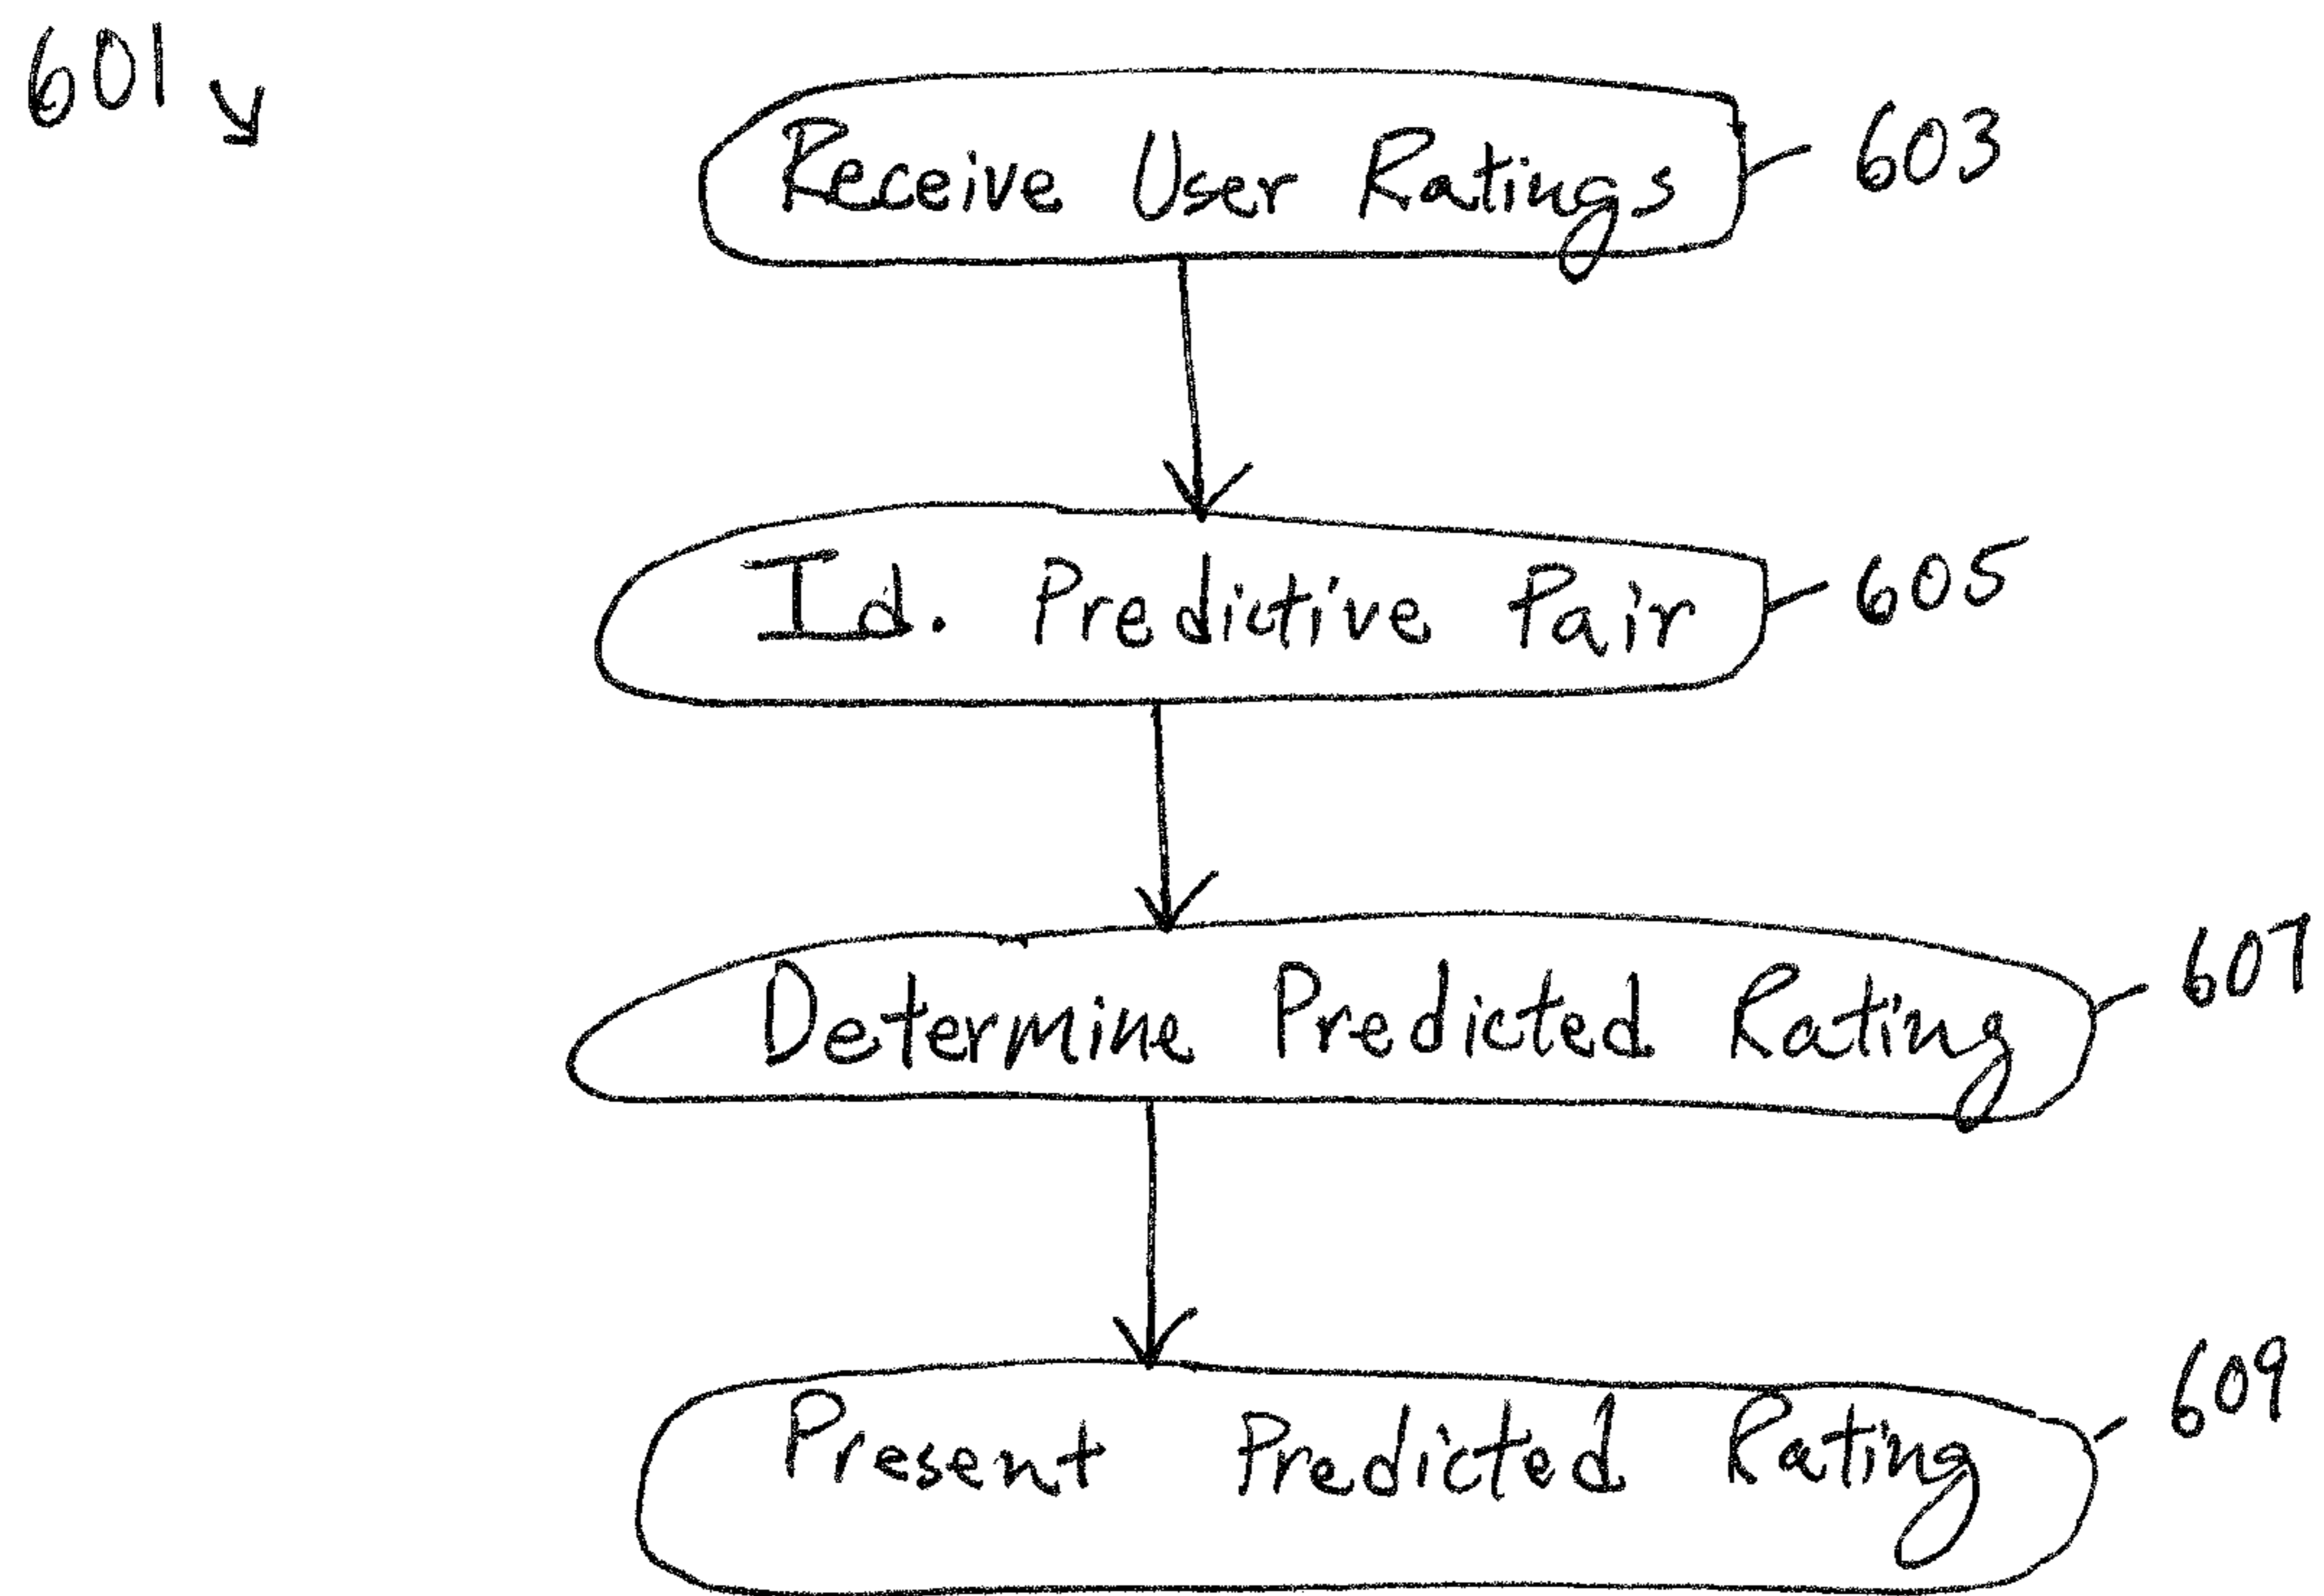 601
Receive User Ratings 603
Id. Predictive Pair 605
Determine Predicted Rating 607
Present Predicted Rating 609